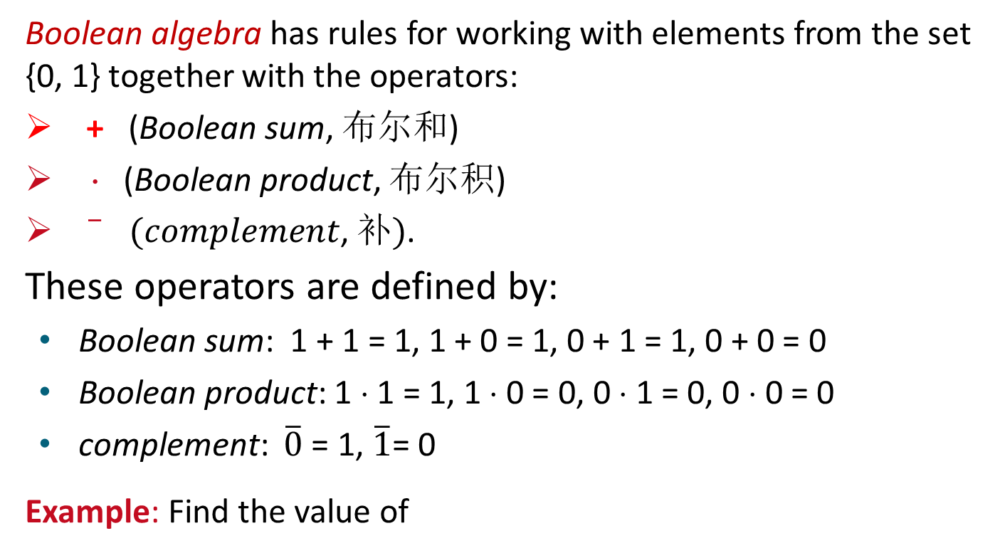 Boolean algebra has rules for working with elements from the set
{0, 1} together with the operators:
➢ + (Boolean sum, 布尔和)
➢ · (Boolean product, 布尔积)
➢ ‾ (complement, 补).
These operators are defined by:
• Boolean sum: 1 + 1 = 1, 1 + 0 = 1, 0 + 1 = 1, 0 + 0 = 0
• Boolean product: 1 · 1 = 1, 1 · 0 = 0, 0 · 1 = 0, 0 · 0 = 0
• complement: 0̅ = 1, 1̅= 0
Example: Find the value of